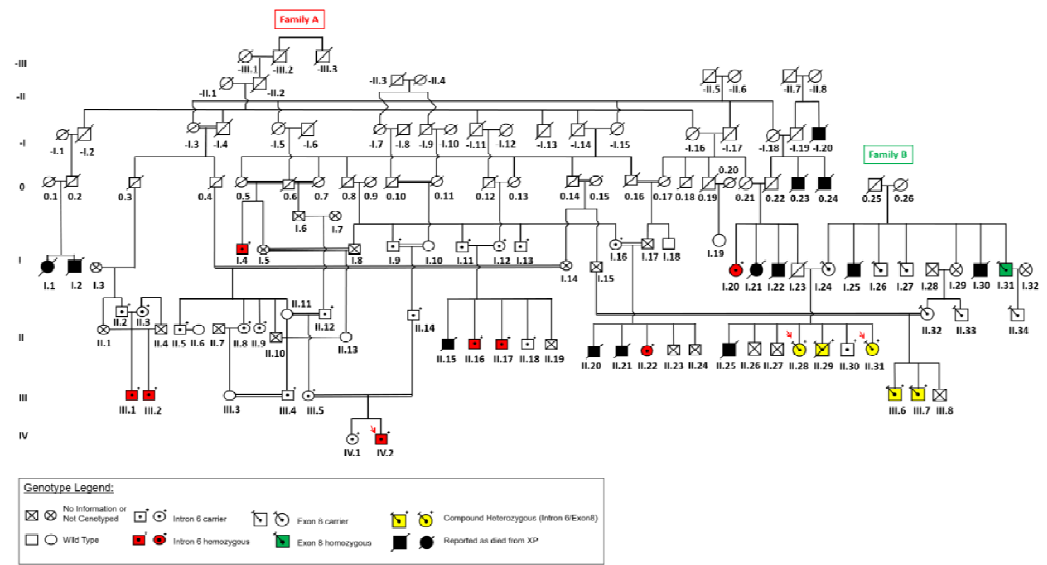 Family A
-III
-III.1 -III.2 -III.3
-II.3 -II.4
-II.5 -II.6 -II.7 -II.8
-II.1 -II.2
-II
-I.1 -I.2 -I.3 -I.4 -I.5 -I.6 -I.7 -I.8 -I.9 -I.10 -I.11 -I.12 -I.13 -I.14 -I.15 -I.16 -I.17 -I.18 -I.19 -I.20
-I
Family B
0
0.1 0.2 0.3 0.4 0.5 0.6 0.7 0.8 0.9 0.10 0.11 0.12 0.13 0.14 0.15 0.16 0.17 0.18 0.19 0.20 0.21 0.22 0.23 0.24 0.25 0.26
I.6 I.7
I
I.1 I.2 I.3 I.4 I.5 I.8 I.9 I.10 I.11 I.12 I.13 I.14 I.15 I.16 I.17 I.18 I.19 I.20 I.21 I.22 I.23 I.24 I.25 I.26 I.27 I.28 I.29 I.30 I.31 I.32
II.2 II.3 II.11 II.12 II.14 II.32 II.33 II.34
II
II.1 II.4 II.5 II.6 II.7 II.8 II.9 II.10 II.13 II.15 II.16 II.17 II.18 II.19 II.20 II.21 II.22 II.23 II.24 II.25 II.26 II.27 II.28 II.29 II.30 II.31
III
III.1 III.2 III.3 III.4 III.5 III.6 III.7 III.8
IV
IV.1 IV.2
Genotype Legend:
No Information or
Not Genotyped
Intron 6 carrier
Exon 8 carrier
Compound Heterozygous (Intron 6/Exon8)
Wild Type
Intron 6 homozygous
Exon 8 homozygous
Reported as died from XP